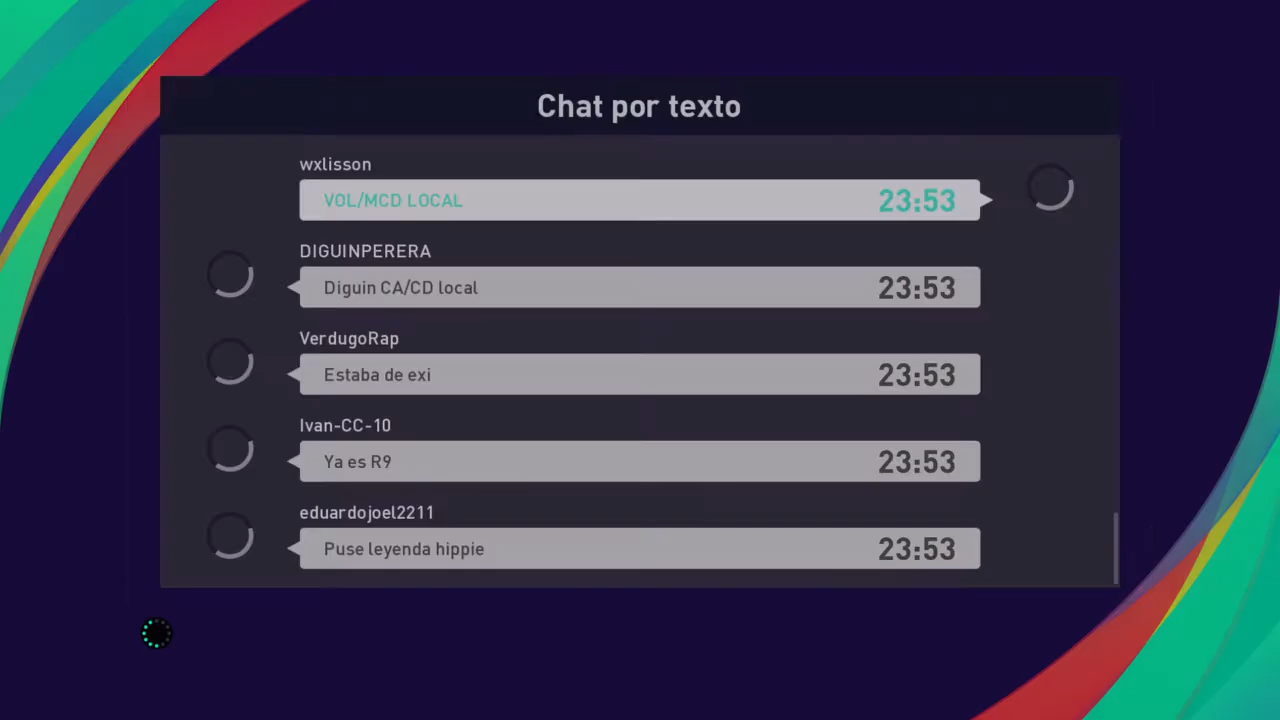 Chat por texto
wxlisson
VOL/MCD LOCAL 23:53
DIGUINPERERA
Diguin CA/CD local 23:53
VerdugoRap
Estaba de exi 23:53
Ivan-CC-10
Ya es R9 23:53
eduardojoel2211
Puse leyenda hippie 23:53